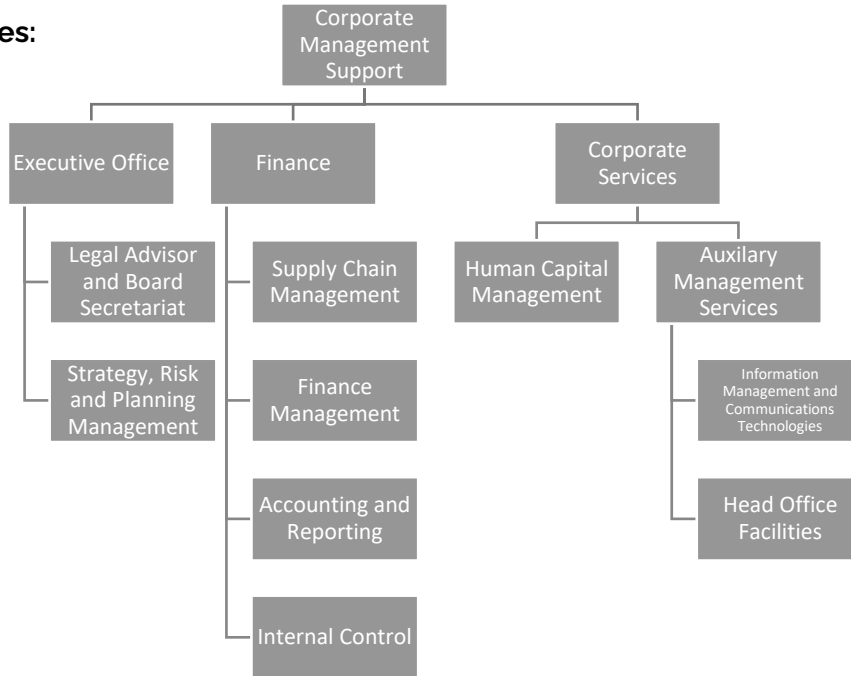 es:
Corporate
Management
Support
Executive Office
Finance
Corporate
Services
Legal Advisor
and Board
Secretariat
Supply Chain
Management
Human Capital
Management
Auxilary
Management
Services
Strategy, Risk
and Planning
Management
Finance
Management
Information
Management and
Communications
Technologies
Accounting and
Reporting
Head Office
Facilities
Internal Control